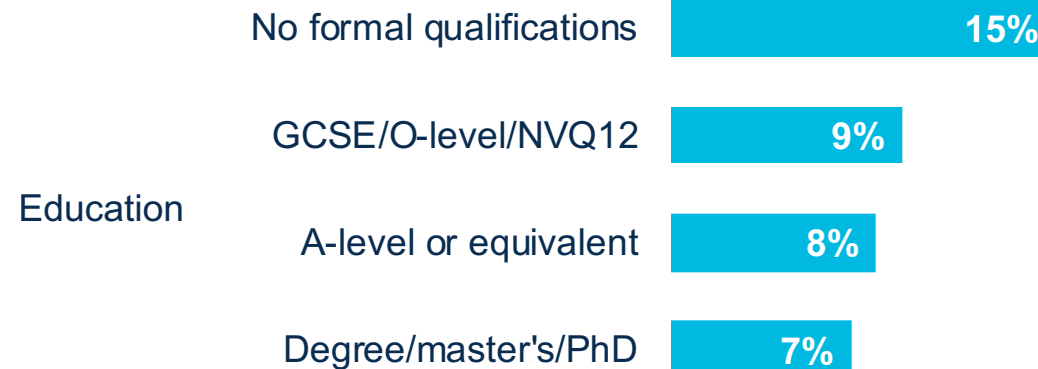 No formal qualifications 15%
GCSE/O-level/NVQ12 9%
Education
A-level or equivalent 8%
Degree/master's/PhD 7%